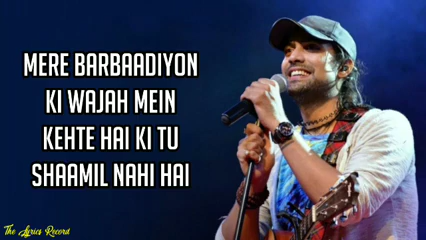 MERE BARBAADIYON
KI WAJAH MEIN
KEHTE HAI KI TU
SHAAMIL NAHI HAI
The Lyrics Record